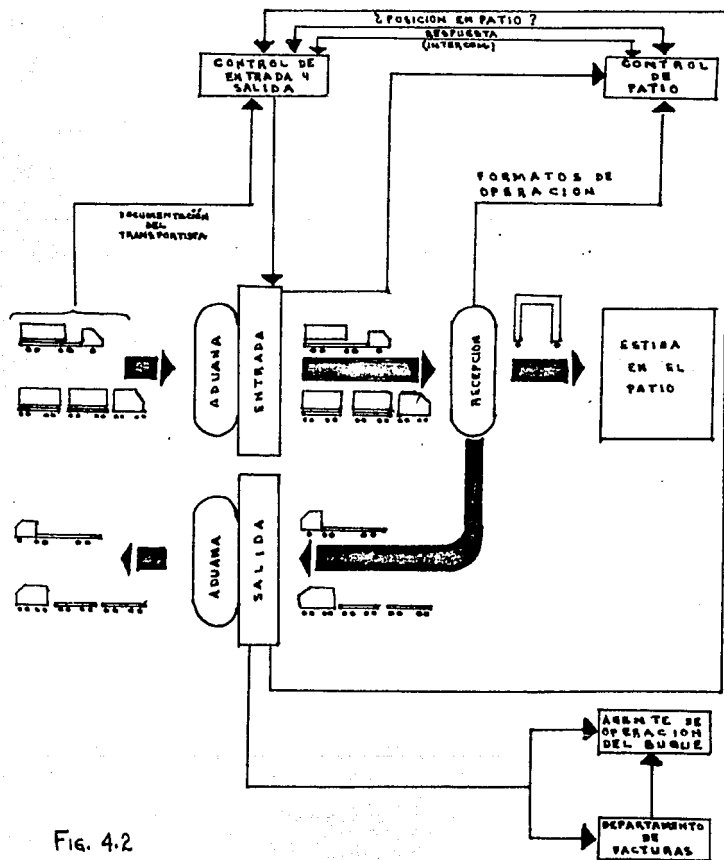 ¿POSICION EN PATIO?
RESPUESTA
(INTERCOM)
CONTROL DE
ENTRADA Y
SALIDA
CONTROL
DE
PATIO
FORMATOS DE
OPERACION
DOCUMENTACIÓN
DEL
TRANSPORTISTA
ADUANA
ENTRADA
RECEPCION
ESTIBA
EN EL
PATIO
ADUANA
SALIDA
AGENTE DE
OPERACION
DEL BUQUE
DEPARTAMENTO
DE
FACTURAS
FIG. 4.2